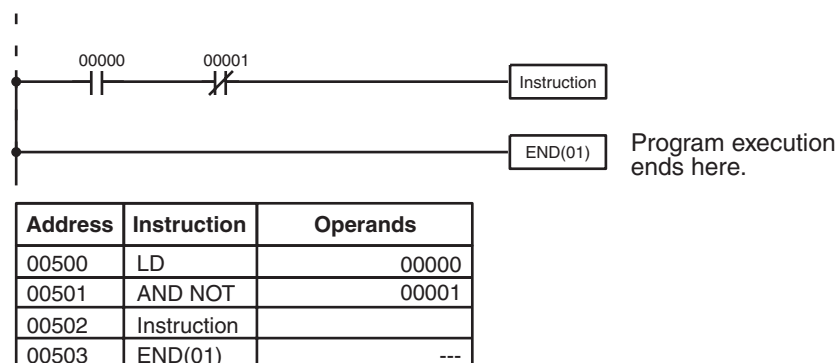 00000 00001
Instruction
END(01)
Program execution
ends here.
Address Instruction Operands
00500 LD 00000
00501 AND NOT 00001
00502 Instruction
00503 END(01) ---